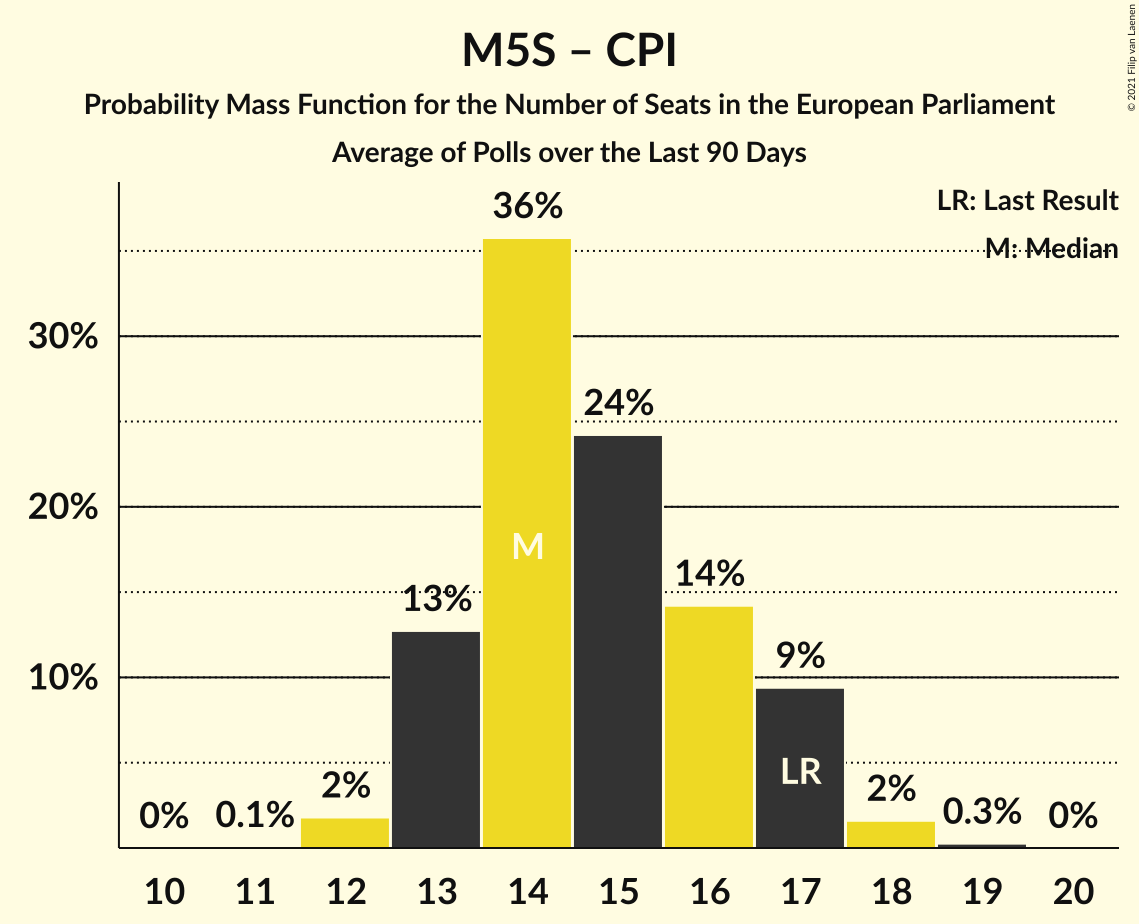 M5S – CPI
Probability Mass Function for the Number of Seats in the European Parliament
Average of Polls over the Last 90 Days
© 2021 Filip van Laenen
LR: Last Result
M: Median
30%
20%
10%
0%
0.1%
2%
13%
36%
24%
14%
9%
2%
0.3%
0%
M
LR
10 11 12 13 14 15 16 17 18 19 20